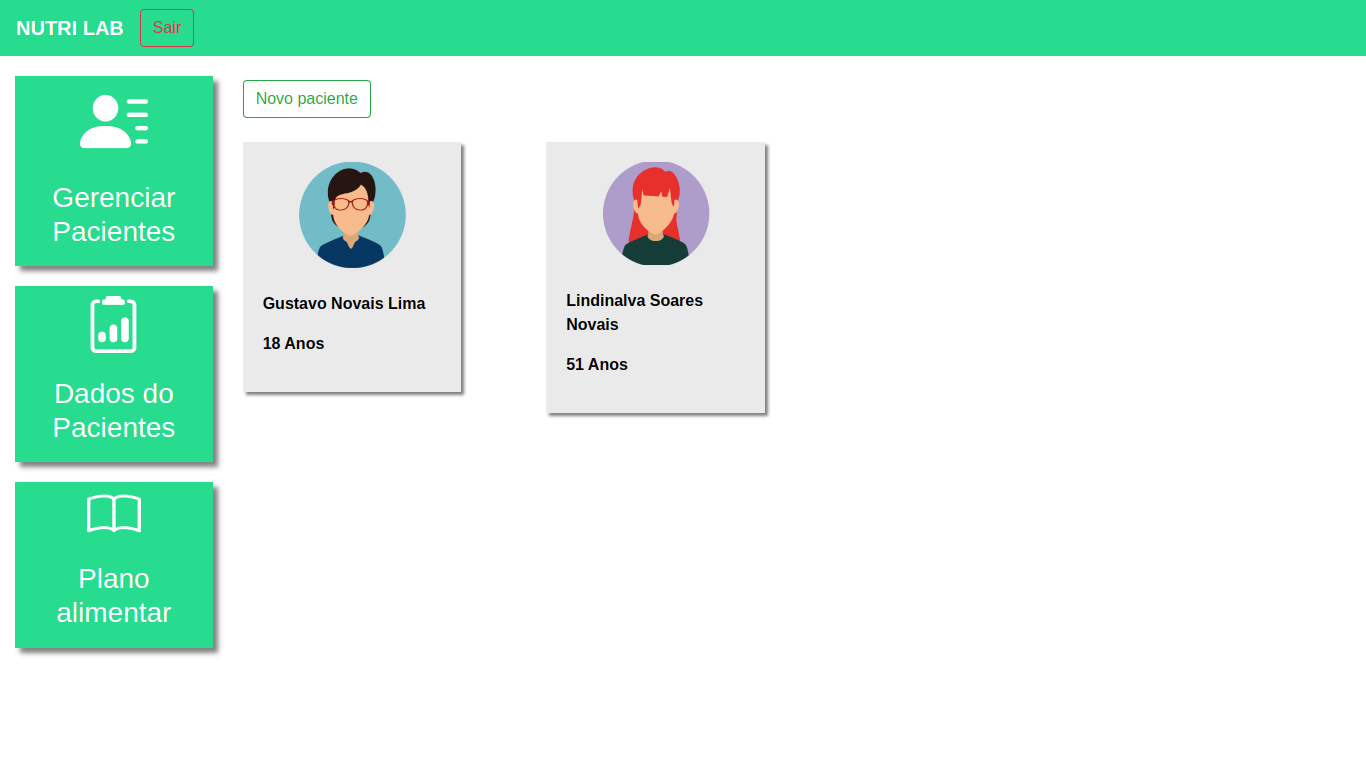 NUTRI LAB
Sair
Gerenciar
Pacientes
Dados do
Pacientes
Plano
alimentar
Novo paciente
Gustavo Novais Lima
18 Anos
Lindinalva Soares
Novais
51 Anos